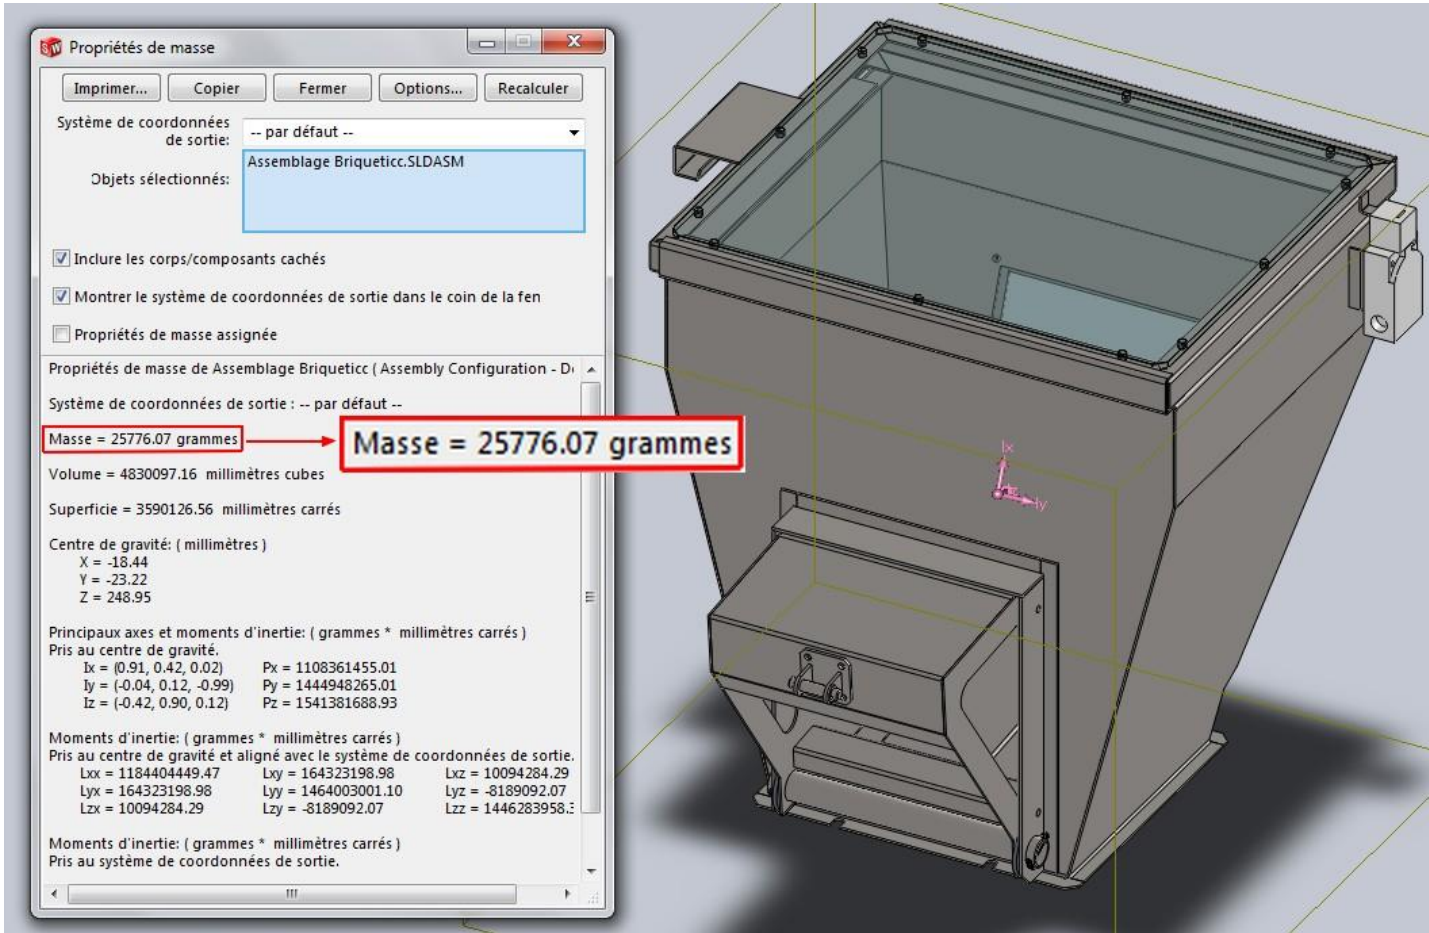 Propriétés de masse
Imprimer... Copier Fermer Options... Recalculer
Système de coordonnées
de sortie:
-- par défaut --
Objets sélectionnés:
Assemblage Briqueticc.SLDASM
Inclure les corps/composants cachés
Montrer le système de coordonnées de sortie dans le coin de la fen
Propriétés de masse assignée
Propriétés de masse de Assemblage Briqueticc ( Assembly Configuration - De
Système de coordonnées de sortie : -- par défaut --
Masse = 25776.07 grammes
Masse = 25776.07 grammes
Volume = 4830097.16 millimètres cubes
Superficie = 3590126.56 millimètres carrés
Centre de gravité: ( millimètres )
X = -18.44
Y = -23.22
Z = 248.95
Principaux axes et moments d'inertie: ( grammes * millimètres carrés )
Pris au centre de gravité.
Ix = (0.91, 0.42, 0.02) Px = 1108361455.01
Iy = (-0.04, 0.12, -0.99) Py = 1444948265.01
Iz = (-0.42, 0.90, 0.12) Pz = 1541381688.93
Moments d'inertie: ( grammes * millimètres carrés )
Pris au centre de gravité et aligné avec le système de coordonnées de sortie.
Lxx = 1184404449.47 Lxy = 164323198.98 Lxz = 10094284.29
Lyx = 164323198.98 Lyy = 1464003001.10 Lyz = -8189092.07
Lzx = 10094284.29 Lzy = -8189092.07 Lzz = 1446283958.3
Moments d'inertie: ( grammes * millimètres carrés )
Pris au système de coordonnées de sortie.
Ix
Iz
Iy